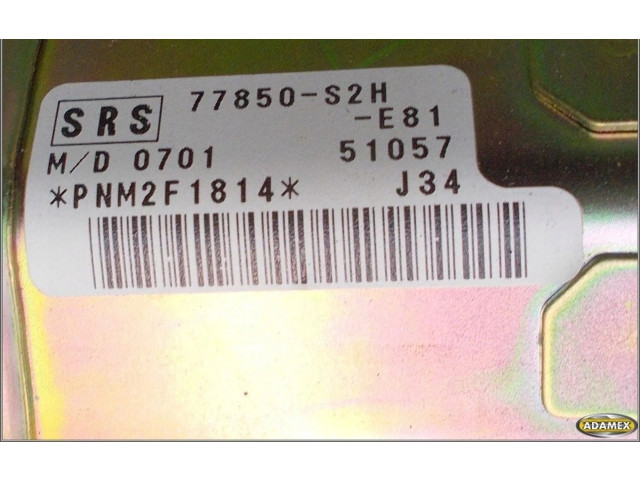 SRS 77850-S2H
-E81
M/D 0701 51057
*PNM2F1814* J34
ADAMEX